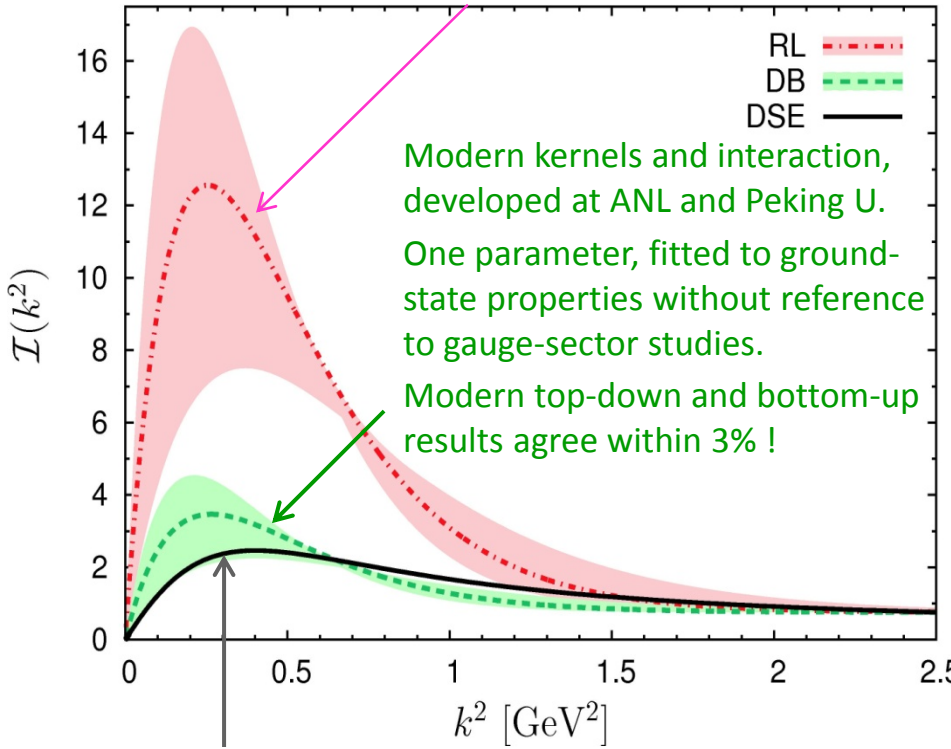 16
14
12
10
8
6
4
2
0
I(k²)
RL
DB
DSE
Modern kernels and interaction,
developed at ANL and Peking U.
One parameter, fitted to ground-
state properties without reference
to gauge-sector studies.
Modern top-down and bottom-up
results agree within 3% !
0 0.5 1 1.5 2 2.5
k² [GeV²]